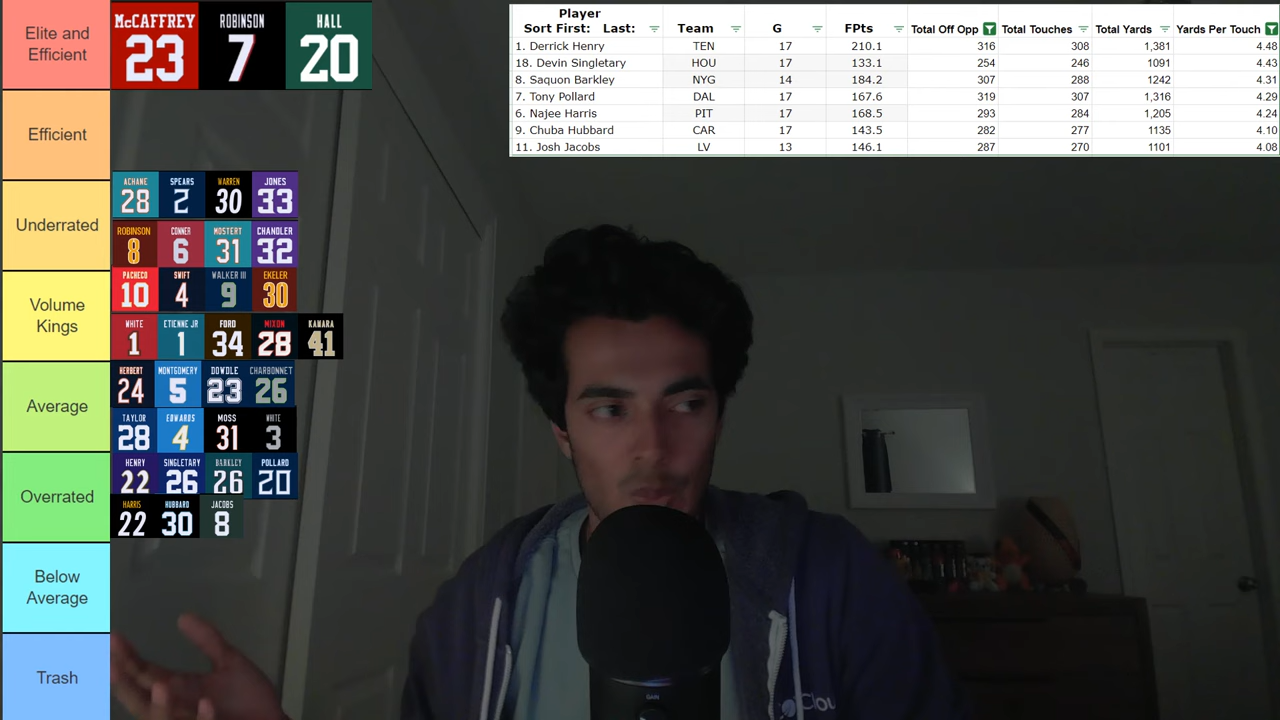 Elite and
Efficient
McCAFFREY ROBINSON HALL
23 7 20
Efficient
Underrated
ACHANE SPEARS WARREN JONES
28 2 30 33
ROBINSON CONNER MOSTERT CHANDLER
8 6 31 32
Volume
Kings
PACHECO SWIFT WALKER III EKELER
10 4 9 30
WHITE ETIENNE JR FORD MIXON KAMARA
1 1 34 28 41
Average
HERBERT MONTGOMERY DOWDLE CHARBONNET
24 5 23 26
TAYLOR EDWARDS MOSS WHITE
28 4 31 3
Overrated
HENRY SINGLETARY BARKLEY POLLARD
22 26 26 20
HARRIS HUBBARD JACOBS
22 30 8
Below
Average
Trash
Player
Sort First: Last: Team G FPts Total Off Opp Total Touches Total Yards Yards Per Touch
1. Derrick Henry TEN 17 210.1 316 308 1,381 4.48
18. Devin Singletary HOU 17 133.1 254 246 1091 4.43
8. Saquon Barkley NYG 14 184.2 307 288 1242 4.31
7. Tony Pollard DAL 17 167.6 319 307 1,316 4.29
6. Najee Harris PIT 17 168.5 293 284 1,205 4.24
9. Chuba Hubbard CAR 17 143.5 282 277 1135 4.10
11. Josh Jacobs LV 13 146.1 287 270 1101 4.08
GAIN